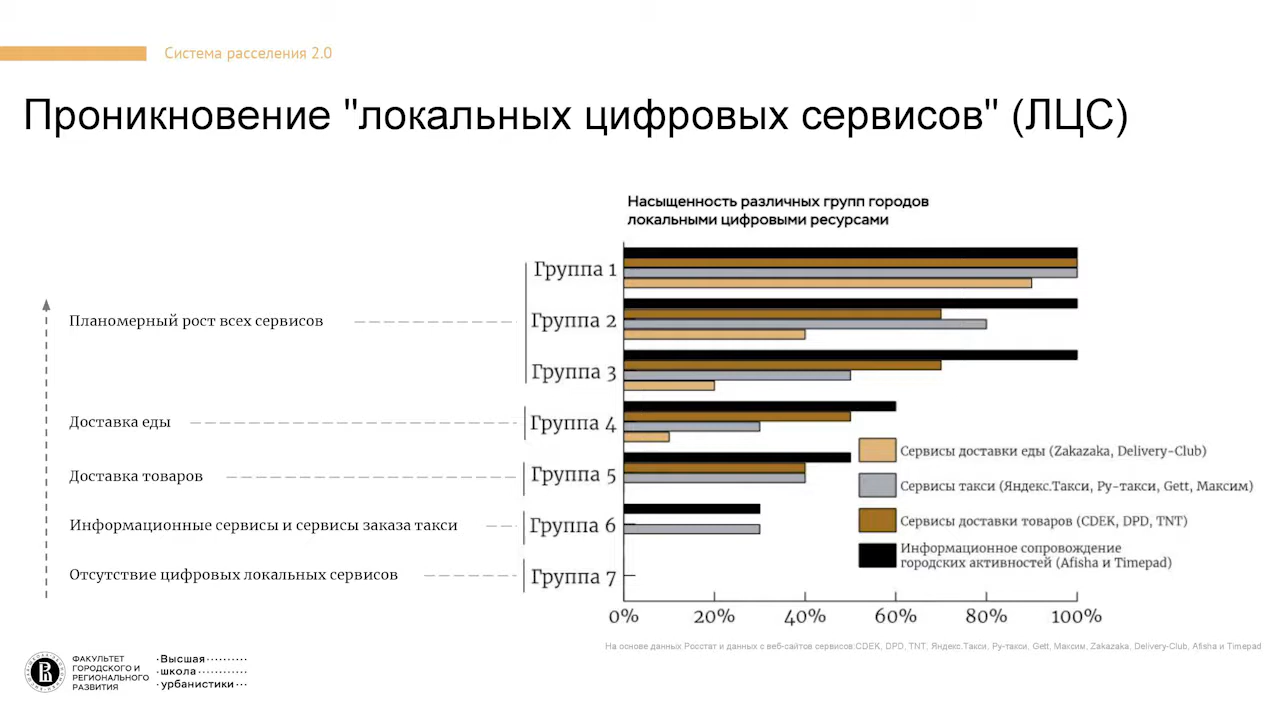 Система расселения 2.0
Проникновение "локальных цифровых сервисов" (ЛЦС)
Насыщенность различных групп городов
локальными цифровыми ресурсами
Планомерный рост всех сервисов
Доставка еды
Доставка товаров
Информационные сервисы и сервисы заказа такси
Отсутствие цифровых локальных сервисов
Группа 1
Группа 2
Группа 3
Группа 4
Группа 5
Группа 6
Группа 7
0% 20% 40% 60% 80% 100%
Сервисы доставки еды (Zakazaka, Delivery-Club)
Сервисы такси (Яндекс.Такси, Ру-такси, Gett, Максим)
Сервисы доставки товаров (CDEK, DPD, TNT)
Информационное сопровождение
городских активностей (Afisha и Timepad)
На основе данных Росстат и данных с веб-сайтов сервисов:CDEK, DPD, TNT, Яндекс.Такси, Ру-такси, Gett, Максим, Zakazaka, Delivery-Club, Afisha и Timepad
ФАКУЛЬТЕТ
ГОРОДСКОГО И
РЕГИОНАЛЬНОГО
РАЗВИТИЯ
·Высшая··········
·школа············
·урбанистики···